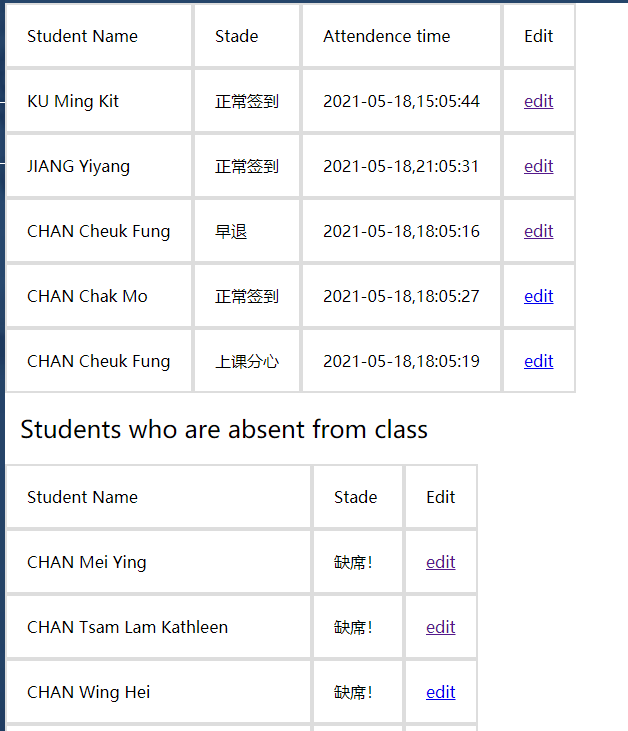 Student Name Stade Attendence time Edit
KU Ming Kit 正常签到 2021-05-18,15:05:44 edit
JIANG Yiyang 正常签到 2021-05-18,21:05:31 edit
CHAN Cheuk Fung 早退 2021-05-18,18:05:16 edit
CHAN Chak Mo 正常签到 2021-05-18,18:05:27 edit
CHAN Cheuk Fung 上课分心 2021-05-18,18:05:19 edit
Students who are absent from class
Student Name Stade Edit
CHAN Mei Ying 缺席! edit
CHAN Tsam Lam Kathleen 缺席! edit
CHAN Wing Hei 缺席! edit